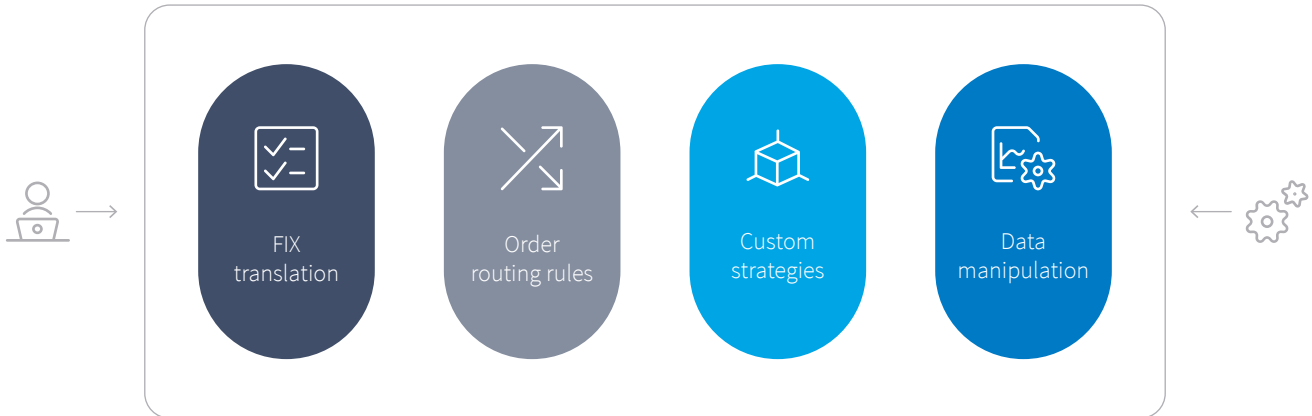 FIX
translation
Order
routing rules
Custom
strategies
Data
manipulation